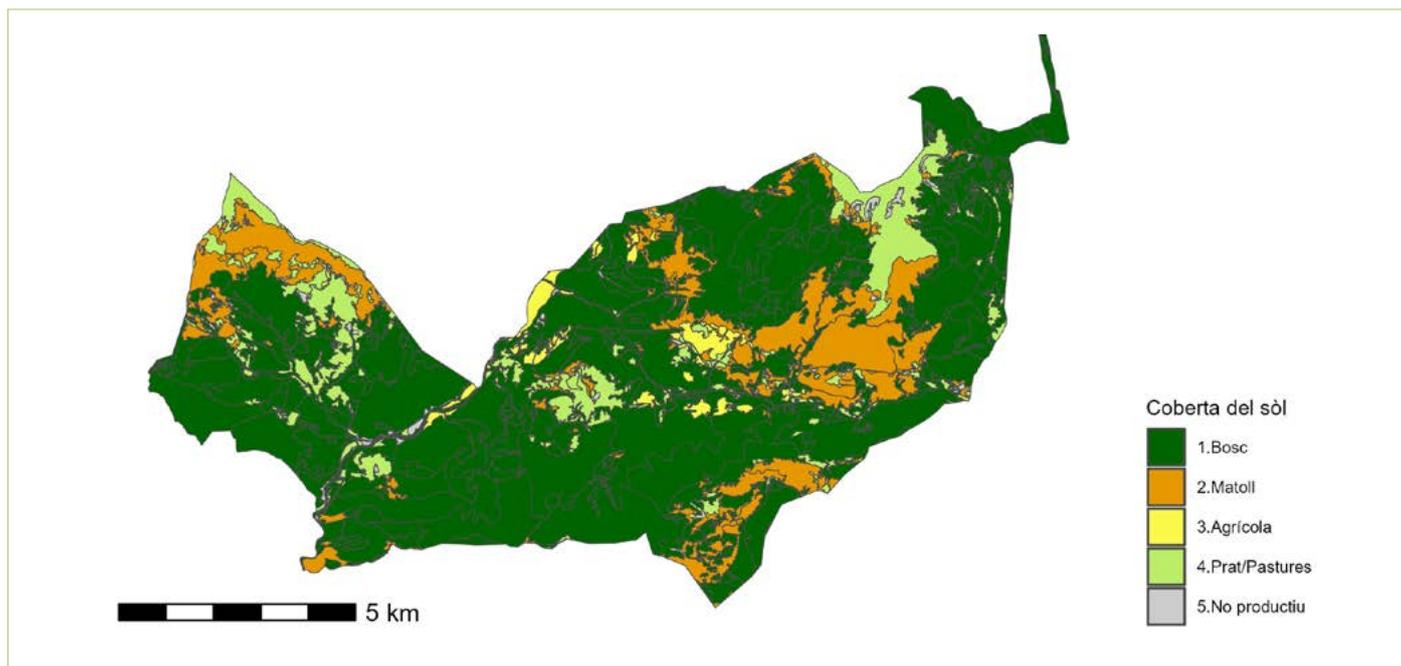 Coberta del sòl
1.Bosc
2.Matoll
3.Agrícola
4.Prat/Pastures
5.No productiu
5 km